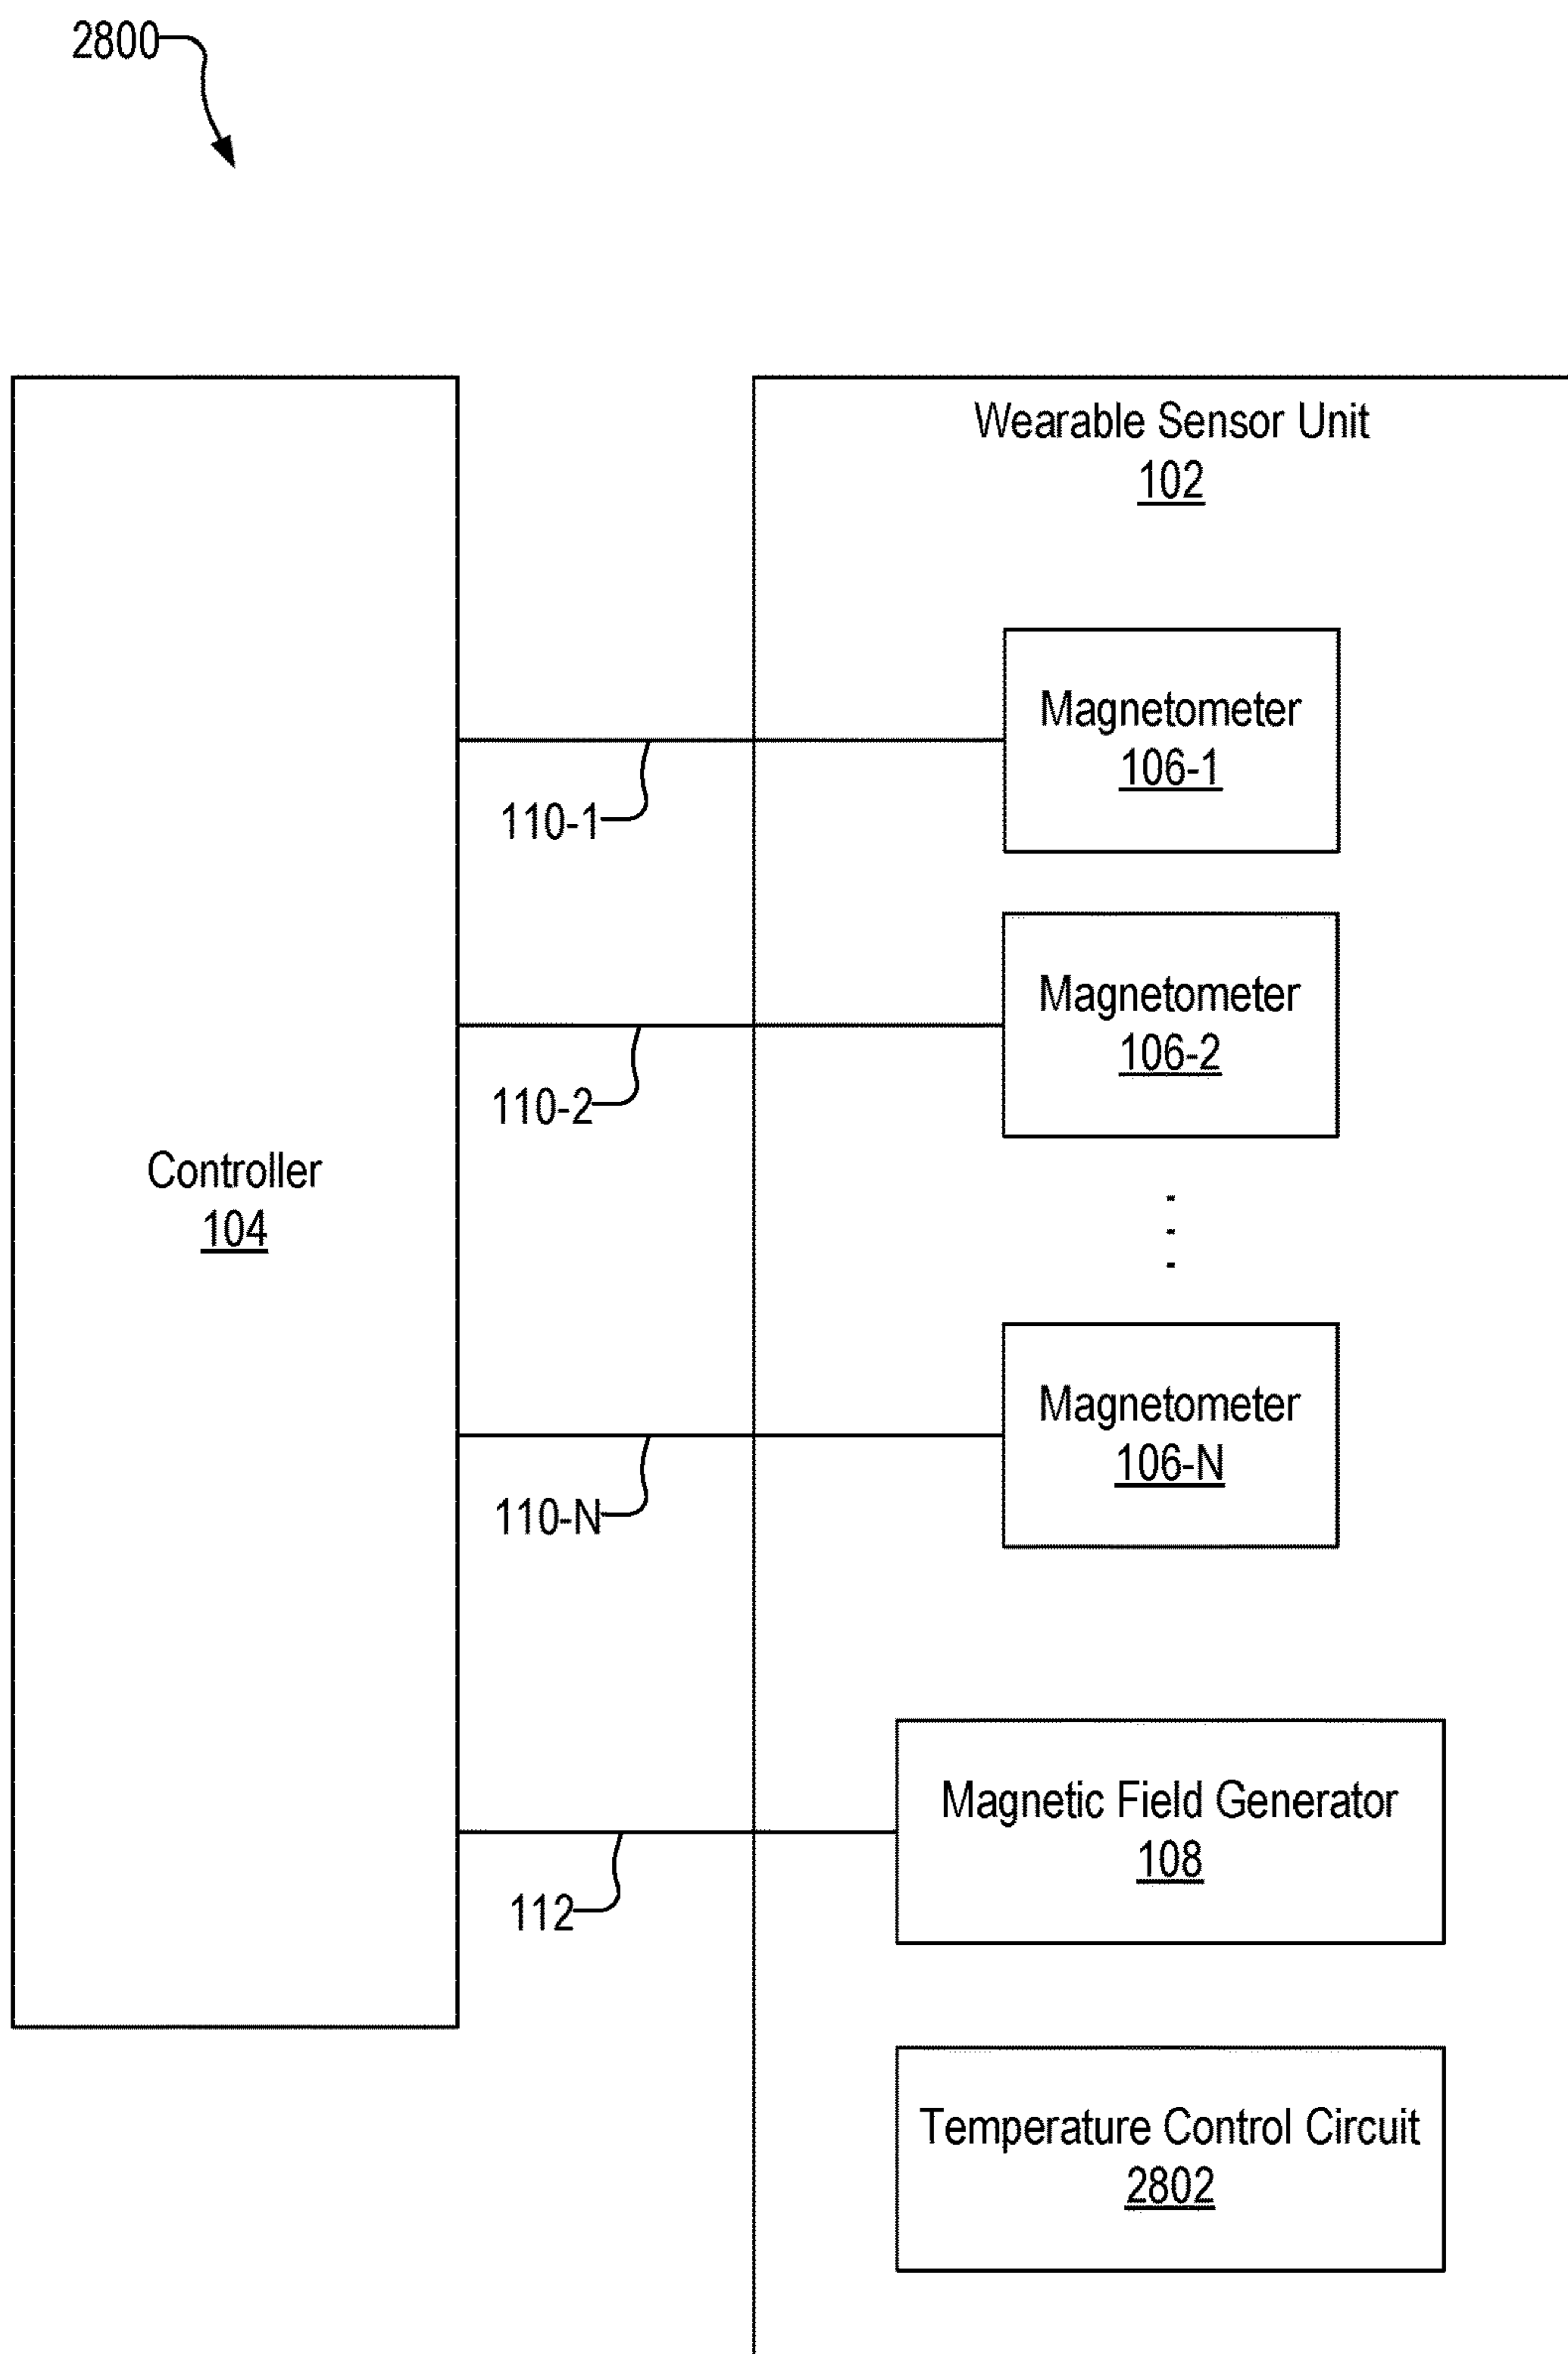 2800
Wearable Sensor Unit
102
Magnetometer
106-1
110-1
Magnetometer
106-2
110-2
Controller
104
Magnetometer
106-N
110-N
Magnetic Field Generator
108
112
Temperature Control Circuit
2802